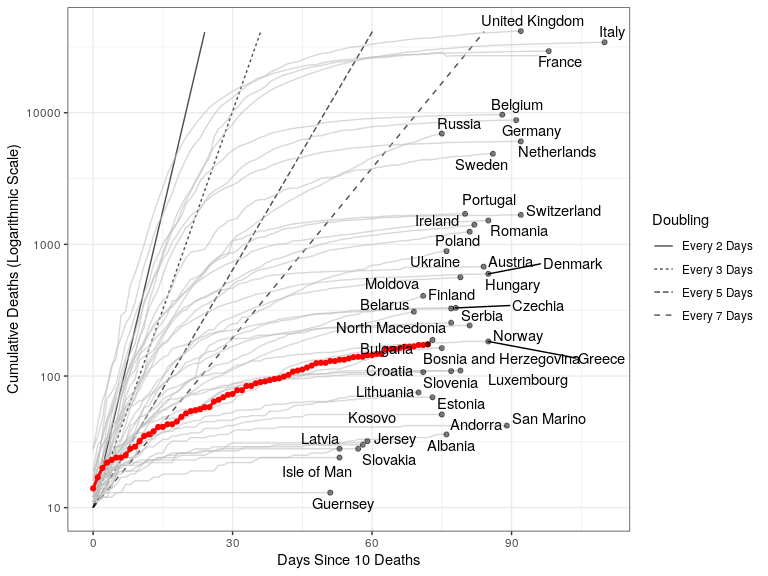 United Kingdom
Italy
France
10000
Belgium
Russia
Germany
Netherlands
Sweden
Portugal
Switzerland
Ireland
Romania
1000
Poland
Ukraine
Austria
Denmark
Hungary
Moldova
Finland
Belarus
Czechia
Serbia
North Macedonia
Norway
Bulgaria
Bosnia and Herzegovina
Greece
100
Croatia
Slovenia
Luxembourg
Lithuania
Estonia
Kosovo
Andorra
San Marino
Latvia
Jersey
Albania
Slovakia
Isle of Man
10
Guernsey
0
30
60
90
Days Since 10 Deaths
Cumulative Deaths (Logarithmic Scale)
Doubling
Every 2 Days
Every 3 Days
Every 5 Days
Every 7 Days